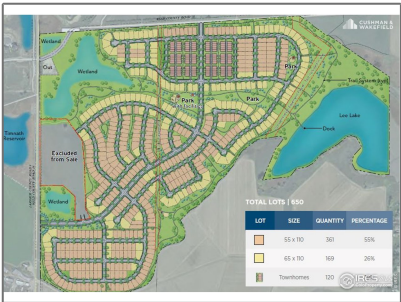 CUSHMAN &
WAKEFIELD
Wetland
Out
Wetland
Park
Park
Park
Trail System
Timnath
Reservoir
Lee Lake
Dock
Excluded
from Sale
Wetland
TOTAL LOTS | 650
LOT SIZE QUANTITY PERCENTAGE
55 x 110 361 55%
65 x 110 169 26%
Townhomes 120